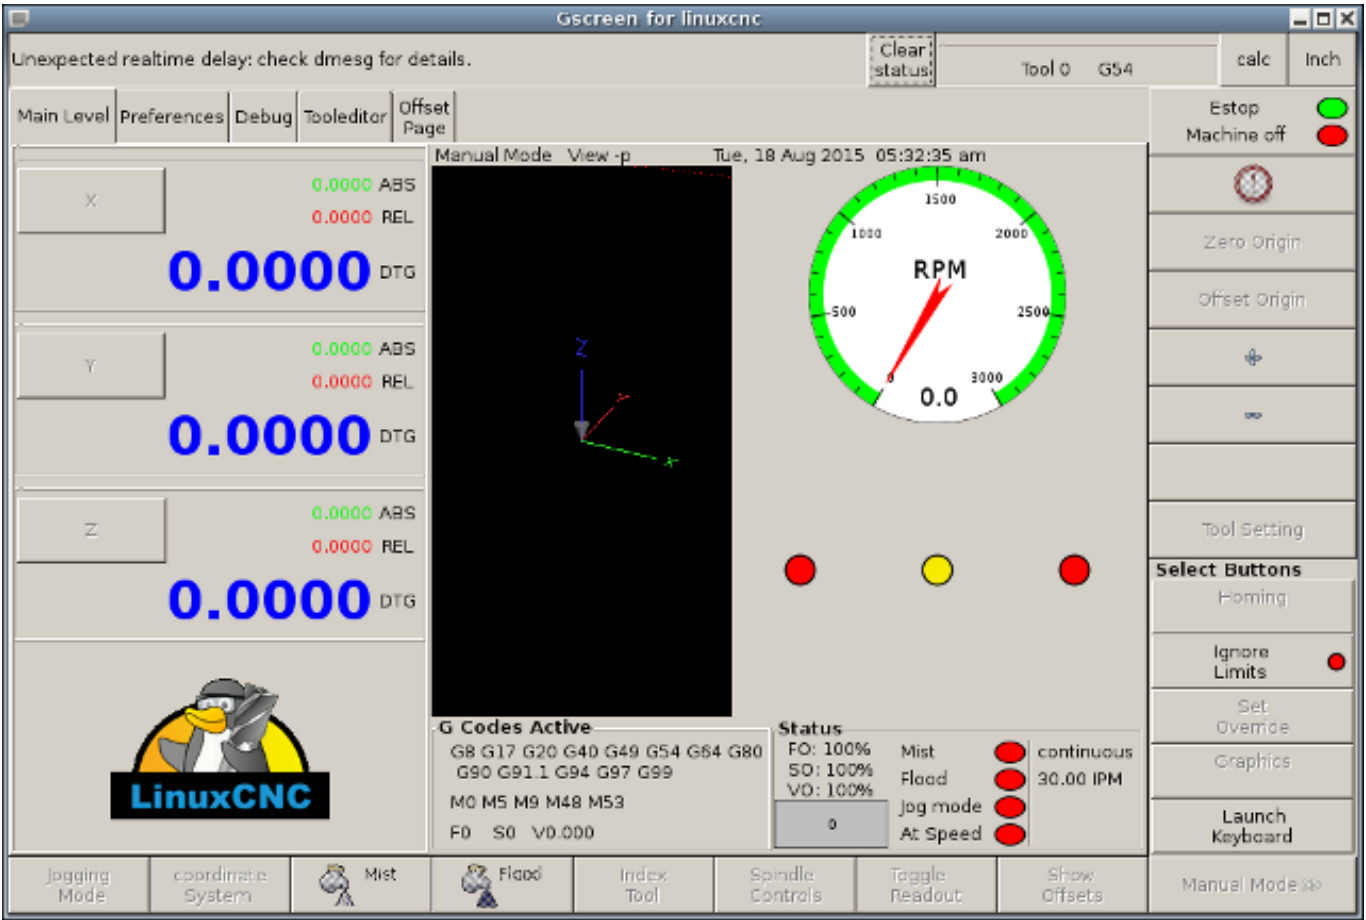 Gscreen for linuxcnc
Unexpected realtime delay: check dmesg for details.
Clear
status
Tool 0 G54
calc
Inch
Main Level
Preferences
Debug
Tooleditor
Offset
Page
Estop
Machine off
Manual Mode View -p Tue, 18 Aug 2015 05:32:35 am
X
0.0000 ABS
0.0000 REL
0.0000 DTG
Y
0.0000 ABS
0.0000 REL
0.0000 DTG
Z
0.0000 ABS
0.0000 REL
0.0000 DTG
LinuxCNC
Z
Y
X
1500
1000
2000
RPM
500
2500
0
3000
0.0
Zero Origin
Offset Origin
Tool Setting
Select Buttons
Homing
Ignore
Limits
Set
Override
Graphics
Launch
Keyboard
G Codes Active
G8 G17 G20 G40 G49 G54 G64 G80
G90 G91.1 G94 G97 G99
M0 M5 M9 M48 M53
F0 S0 V0.000
Status
FO: 100%
SO: 100%
VO: 100%
0
Mist
Flood
Jog mode
At Speed
continuous
30.00 IPM
Jogging
Mode
coordinate
System
Mist
Flood
Index
Tool
Spindle
Controls
Toggle
Readout
Show
Offsets
Manual Mode >>